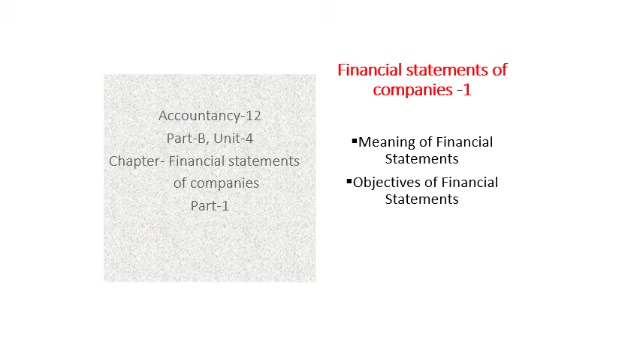 Accountancy-12
Part-B, Unit-4
Chapter- Financial statements
of companies
Part-1
Financial statements of
companies -1
▪Meaning of Financial
Statements
▪Objectives of Financial
Statements